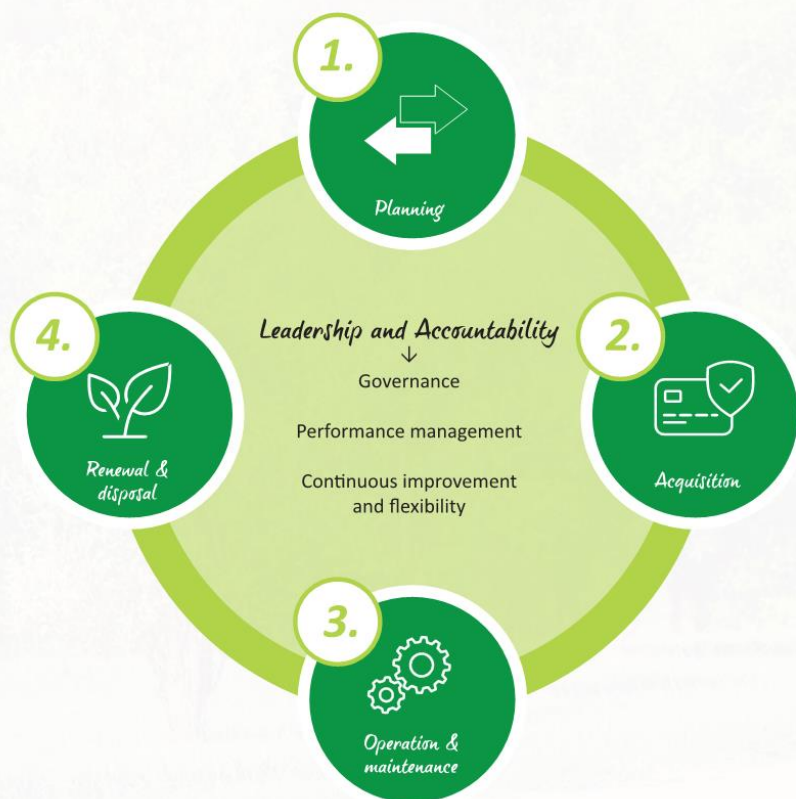 1.
Planning
Leadership and Accountability
↓
Governance
Performance management
Continuous improvement
and flexibility
2.
Acquisition
3.
Operation &
maintenance
4.
Renewal &
disposal